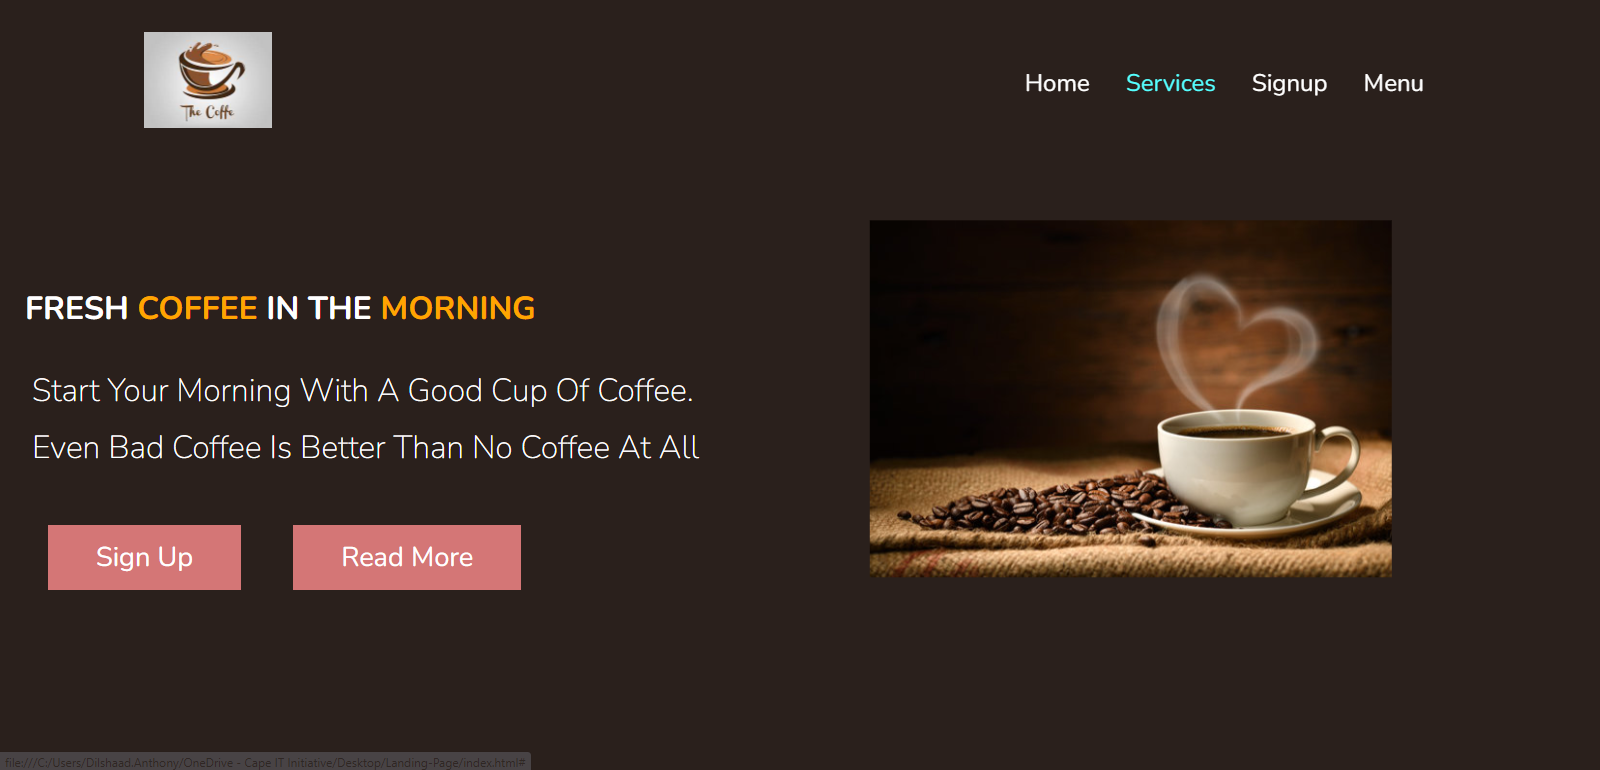 The Coffe
Home Services Signup Menu
FRESH COFFEE IN THE MORNING
Start Your Morning With A Good Cup Of Coffee.
Even Bad Coffee Is Better Than No Coffee At All
Sign Up Read More
file:///C:/Users/Dilshaad.Anthony/OneDrive - Cape IT Initiative/Desktop/Landing-Page/index.html#